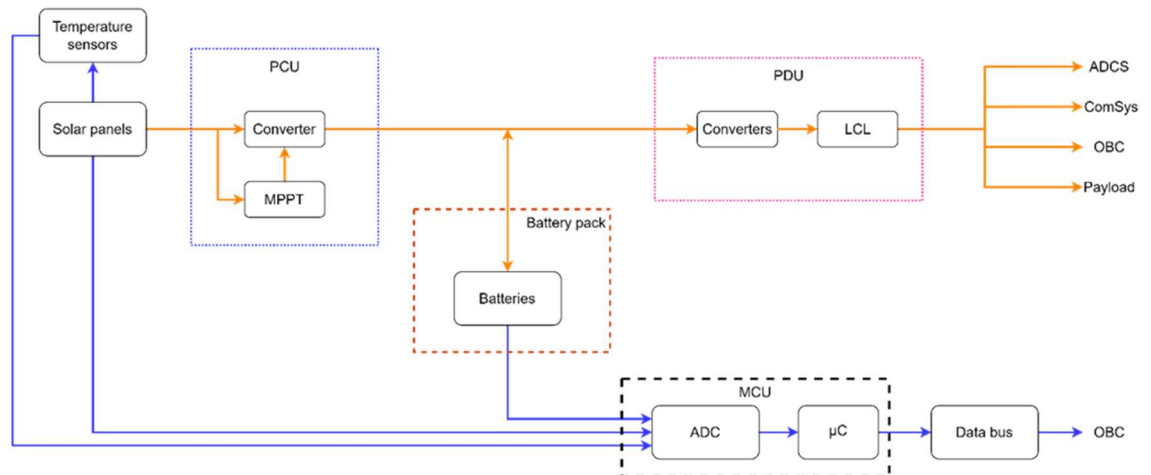 Temperature
sensors
PCU
PDU
ADCS
Solar panels
Converter
Converters
LCL
ComSys
OBC
MPPT
Payload
Battery pack
Batteries
MCU
ADC
µC
Data bus
OBC